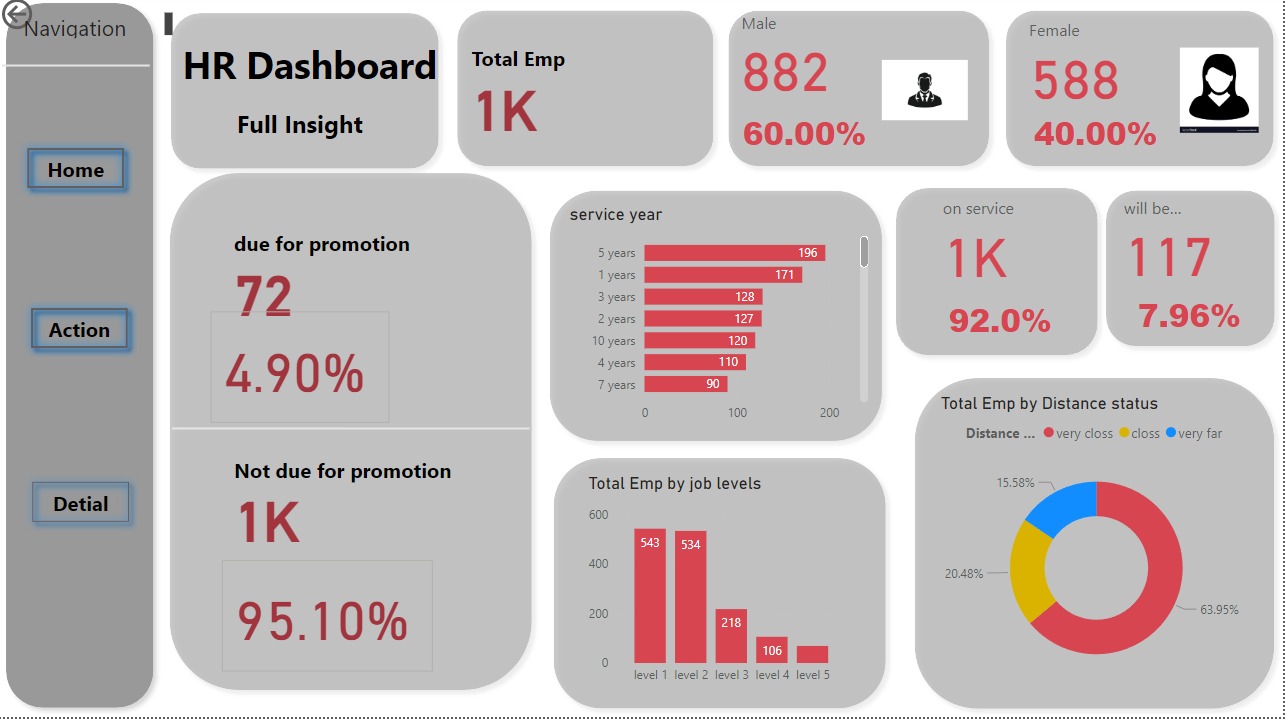 Navigation
Home
Action
Detial
HR Dashboard
Full Insight
Total Emp
1K
Male
882
60.00%
Female
588
40.00%
due for promotion
72
4.90%
Not due for promotion
1K
95.10%
service year
5 years 196
1 year 171
3 years 128
2 years 127
10 years 120
4 years 110
7 years 90
0 100 200
on service
1K
92.0%
will be...
117
7.96%
Total Emp by job levels
600
400
200
0
543 534 218 106
level 1 level 2 level 3 level 4 level 5
Total Emp by Distance status
Distance ... very closs closs very far
15.58%
20.48%
63.95%